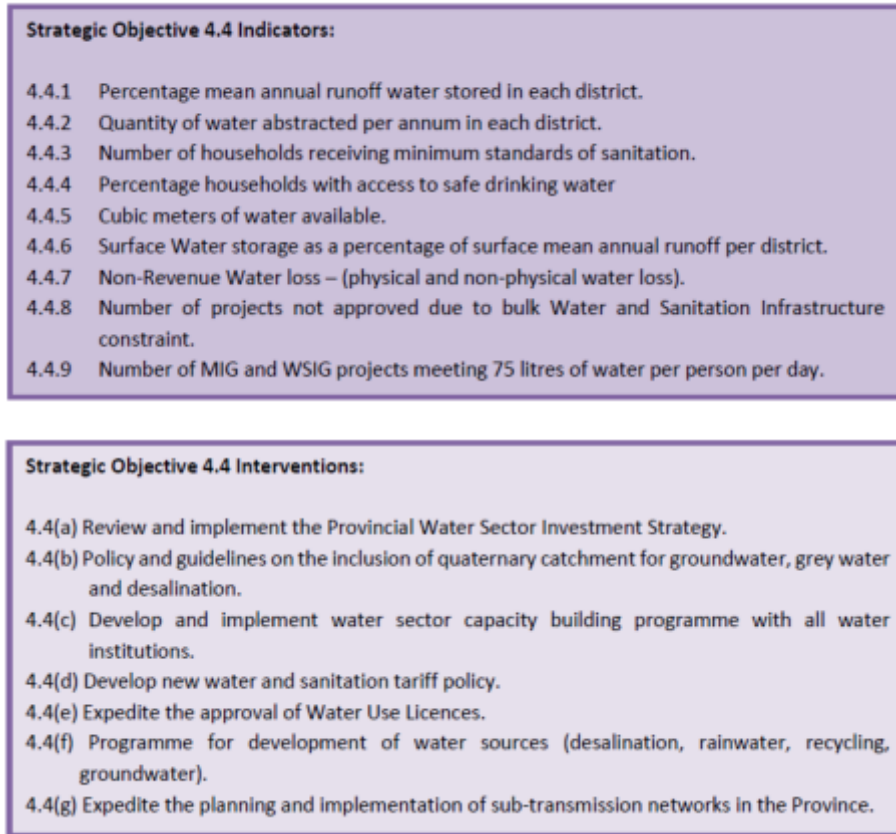 Strategic Objective 4.4 Indicators:
4.4.1 Percentage mean annual runoff water stored in each district.
4.4.2 Quantity of water abstracted per annum in each district.
4.4.3 Number of households receiving minimum standards of sanitation.
4.4.4 Percentage households with access to safe drinking water
4.4.5 Cubic meters of water available.
4.4.6 Surface Water storage as a percentage of surface mean annual runoff per district.
4.4.7 Non-Revenue Water loss – (physical and non-physical water loss).
4.4.8 Number of projects not approved due to bulk Water and Sanitation Infrastructure
constraint.
4.4.9 Number of MIG and WSIG projects meeting 75 litres of water per person per day.
Strategic Objective 4.4 Interventions:
4.4(a) Review and implement the Provincial Water Sector Investment Strategy.
4.4(b) Policy and guidelines on the inclusion of quaternary catchment for groundwater, grey water
and desalination.
4.4(c) Develop and implement water sector capacity building programme with all water
institutions.
4.4(d) Develop new water and sanitation tariff policy.
4.4(e) Expedite the approval of Water Use Licences.
4.4(f) Programme for development of water sources (desalination, rainwater, recycling,
groundwater).
4.4(g) Expedite the planning and implementation of sub-transmission networks in the Province.